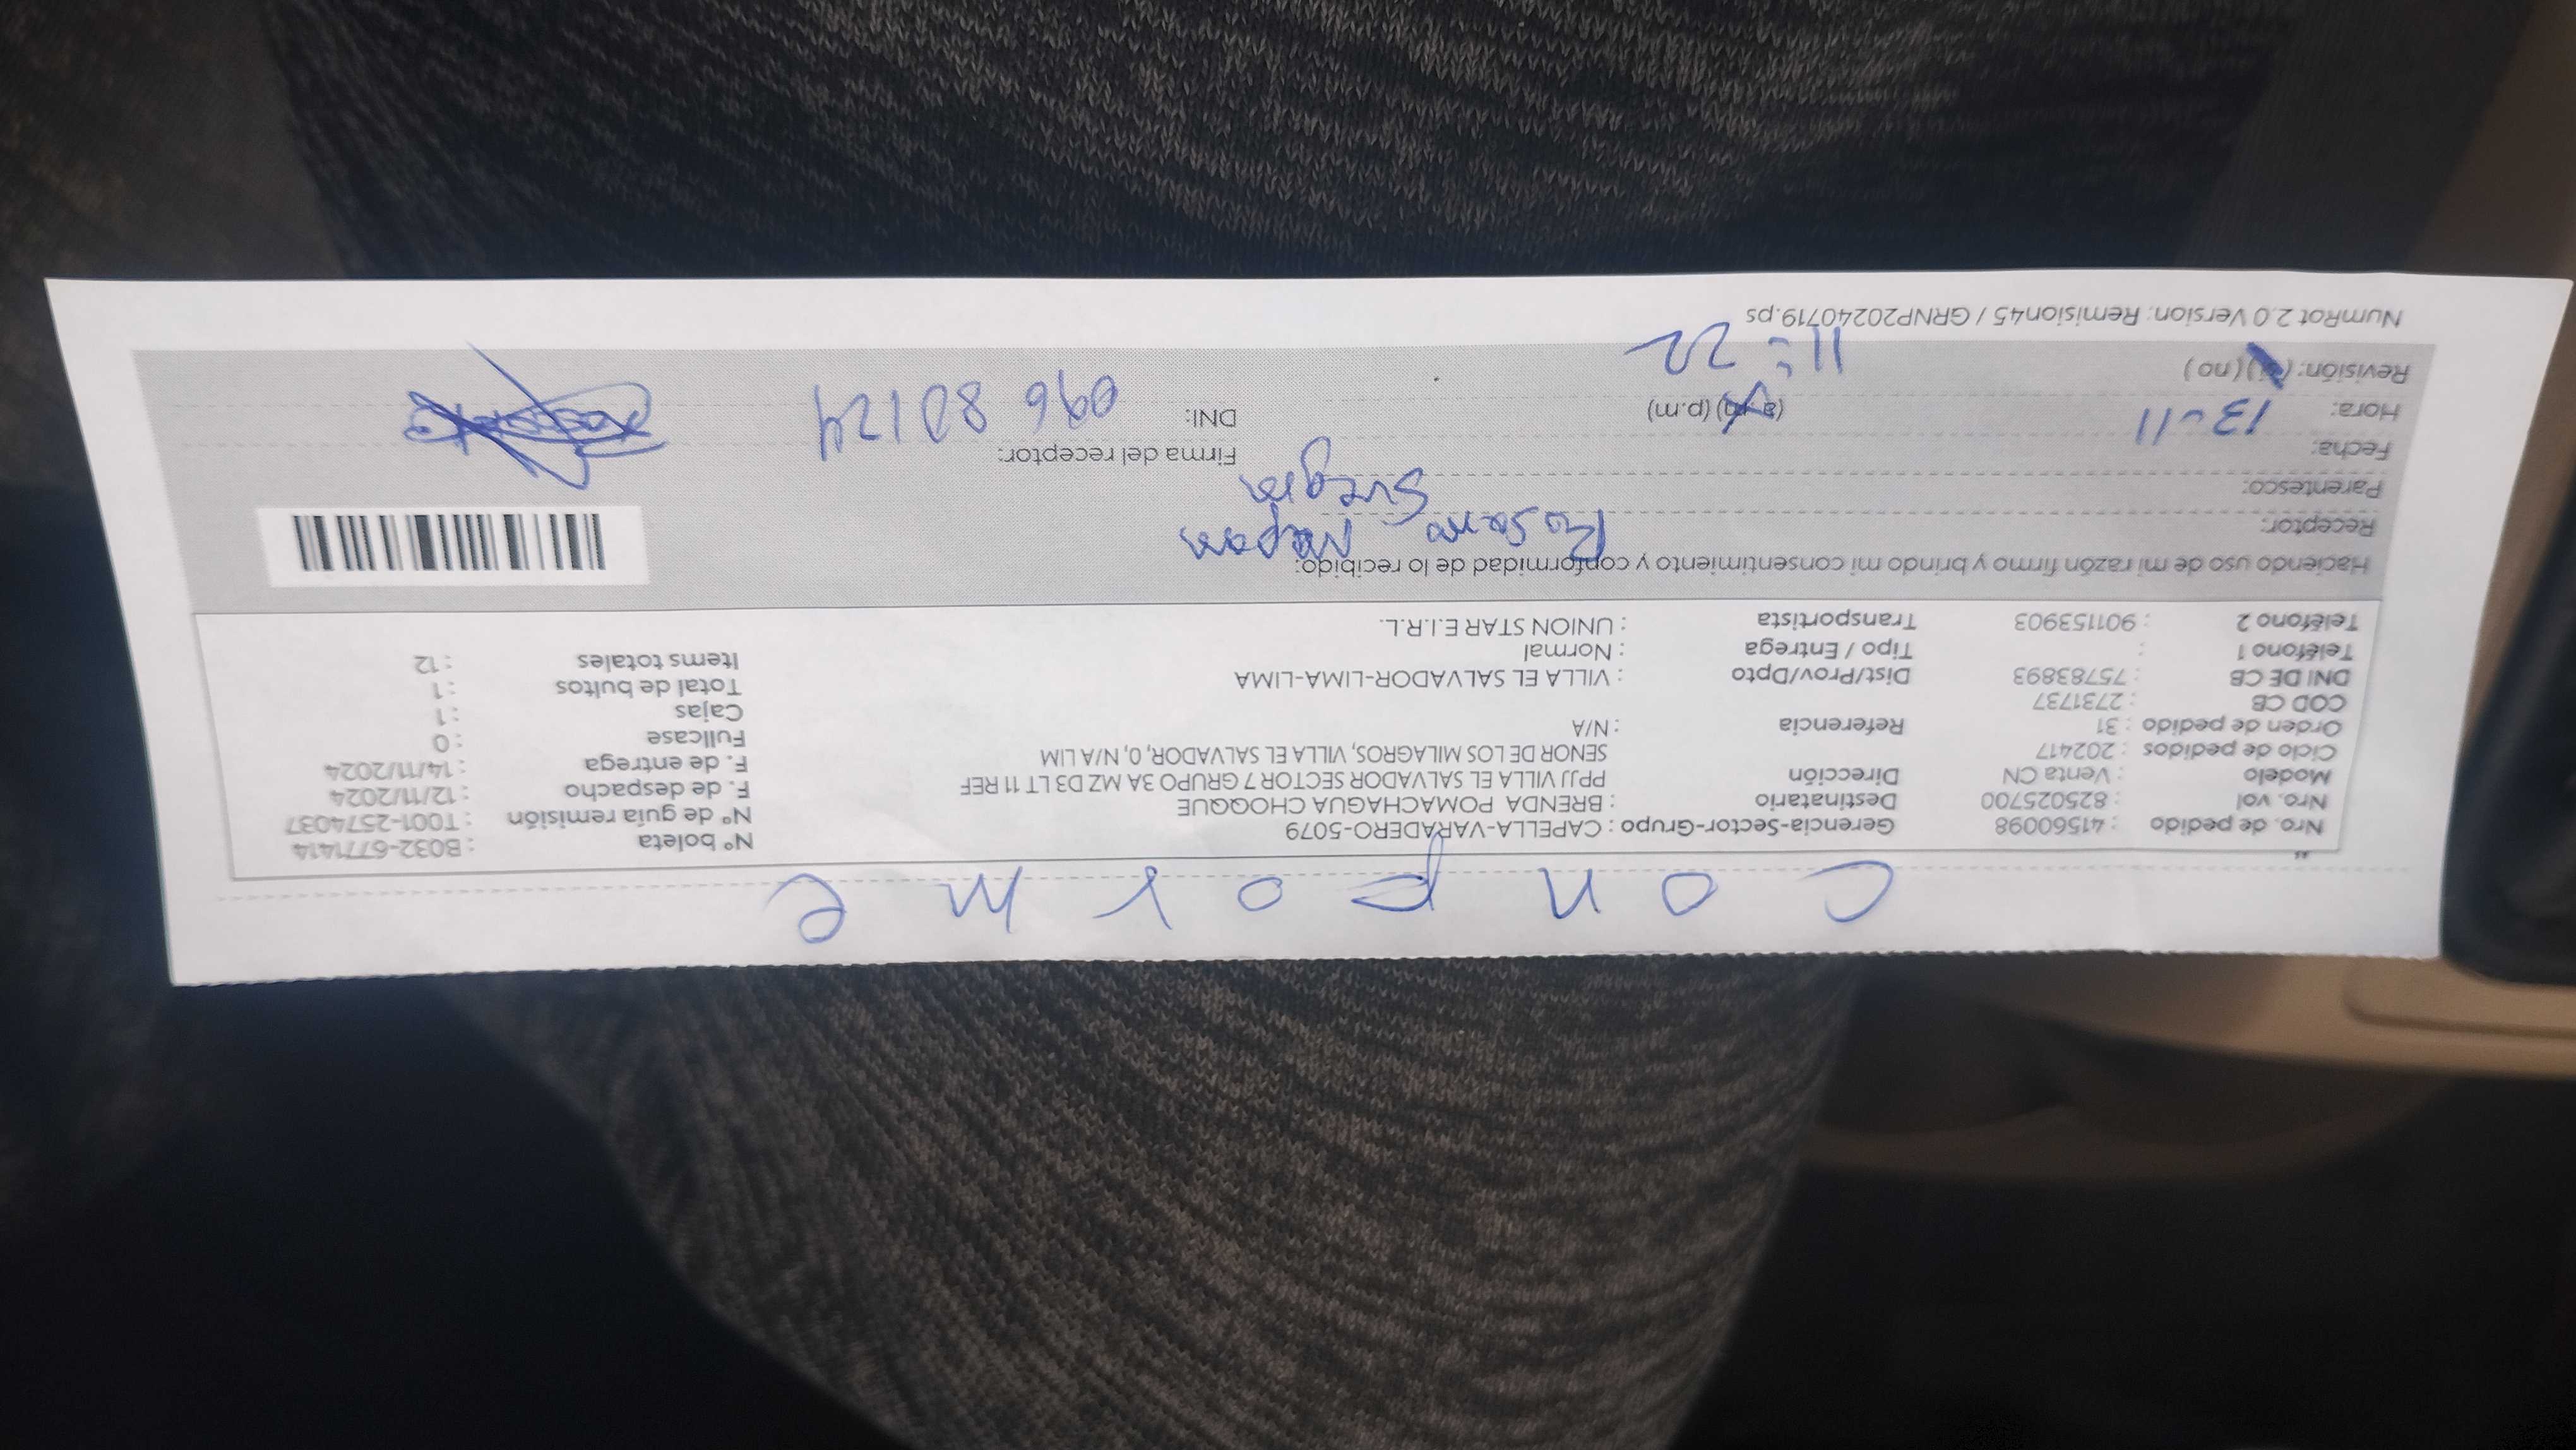 Conforme
Nro. de pedido : 41560098 Gerencia-Sector-Grupo : CAPELLA-VARADERO-5079 N° boleta : B032-6771414
Nro. vol : 825025700 Destinatario : BRENDA POMACHAGUA CHOQQUE N° de guía remisión : T001-2574037
Modelo : Venta CN Dirección PPJJ VILLA EL SALVADOR SECTOR 7 GRUPO 3A MZ D3 LT 11 REF F. de despacho : 12/11/2024
Ciclo de pedidos : 202417 SENOR DE LOS MILAGROS, VILLA EL SALVADOR, 0, N/A LIM F. de entrega : 14/11/2024
Orden de pedido : 31 Referencia : N/A Fullcase : 0
COD CB : 2731737 Cajas : 1
DNI DE CB : 75783893 Dist/Prov/Dpto : VILLA EL SALVADOR-LIMA-LIMA Total de bultos : 1
Teléfono 1 : Tipo / Entrega : Normal Items totales : 12
Teléfono 2 : 901153903 Transportista : UNION STAR E.I.R.L.
Haciendo uso de mi razón firmo y brindo mi consentimiento y conformidad de lo recibido:
Receptor:
Parentesco:
Fecha: 13-11 Firma del receptor:
Hora: (a.m) (p.m) DNI: 09680124
Revisión: (si) (no) 11:22
NumRot 2.0 Version: Remision45 / GRNP20240719.ps